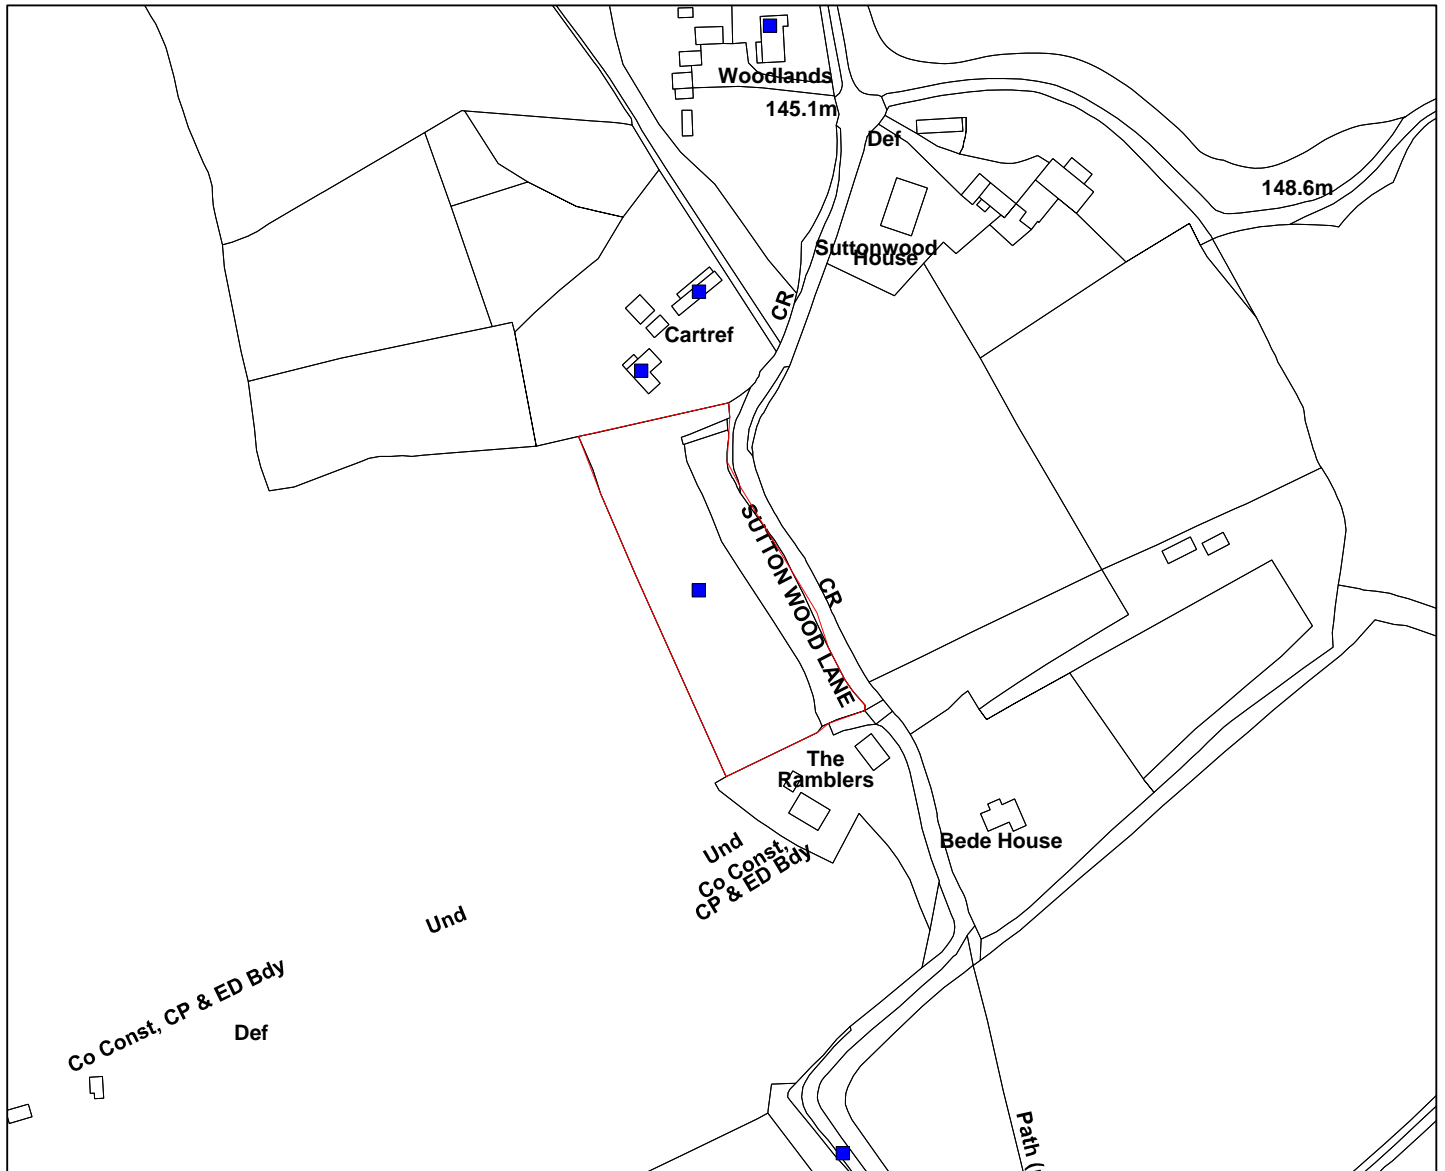 Woodlands
145.1m
Def
148.6m
Suttonwood
House
CR
Cartref
SUTTON WOOD LANE
CR
The
Ramblers
Bede House
Und
Co Const,
CP & ED Bdy
Und
Co Const, CP & ED Bdy
Def
Path (